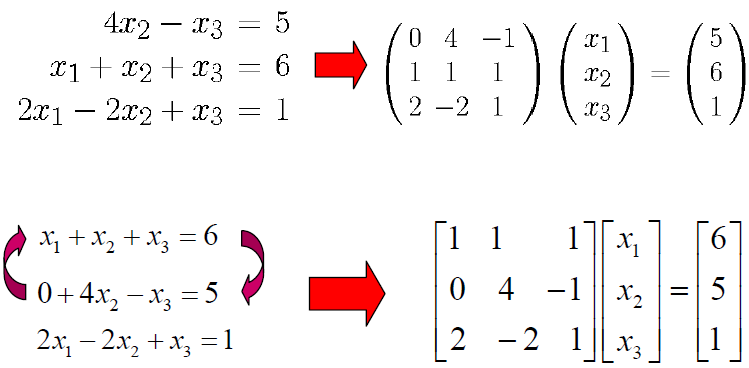 4x₂ − x₃ = 5
x₁ + x₂ + x₃ = 6
2x₁ − 2x₂ + x₃ = 1
( 0 4 −1 ) ( x₁ ) ( 5 )
( 1 1 1 ) ( x₂ ) = ( 6 )
( 2 −2 1 ) ( x₃ ) ( 1 )
x₁ + x₂ + x₃ = 6
0 + 4x₂ − x₃ = 5
2x₁ − 2x₂ + x₃ = 1
[ 1 1 1 ] [ x₁ ] [ 6 ]
[ 0 4 −1 ] [ x₂ ] = [ 5 ]
[ 2 −2 1 ] [ x₃ ] [ 1 ]